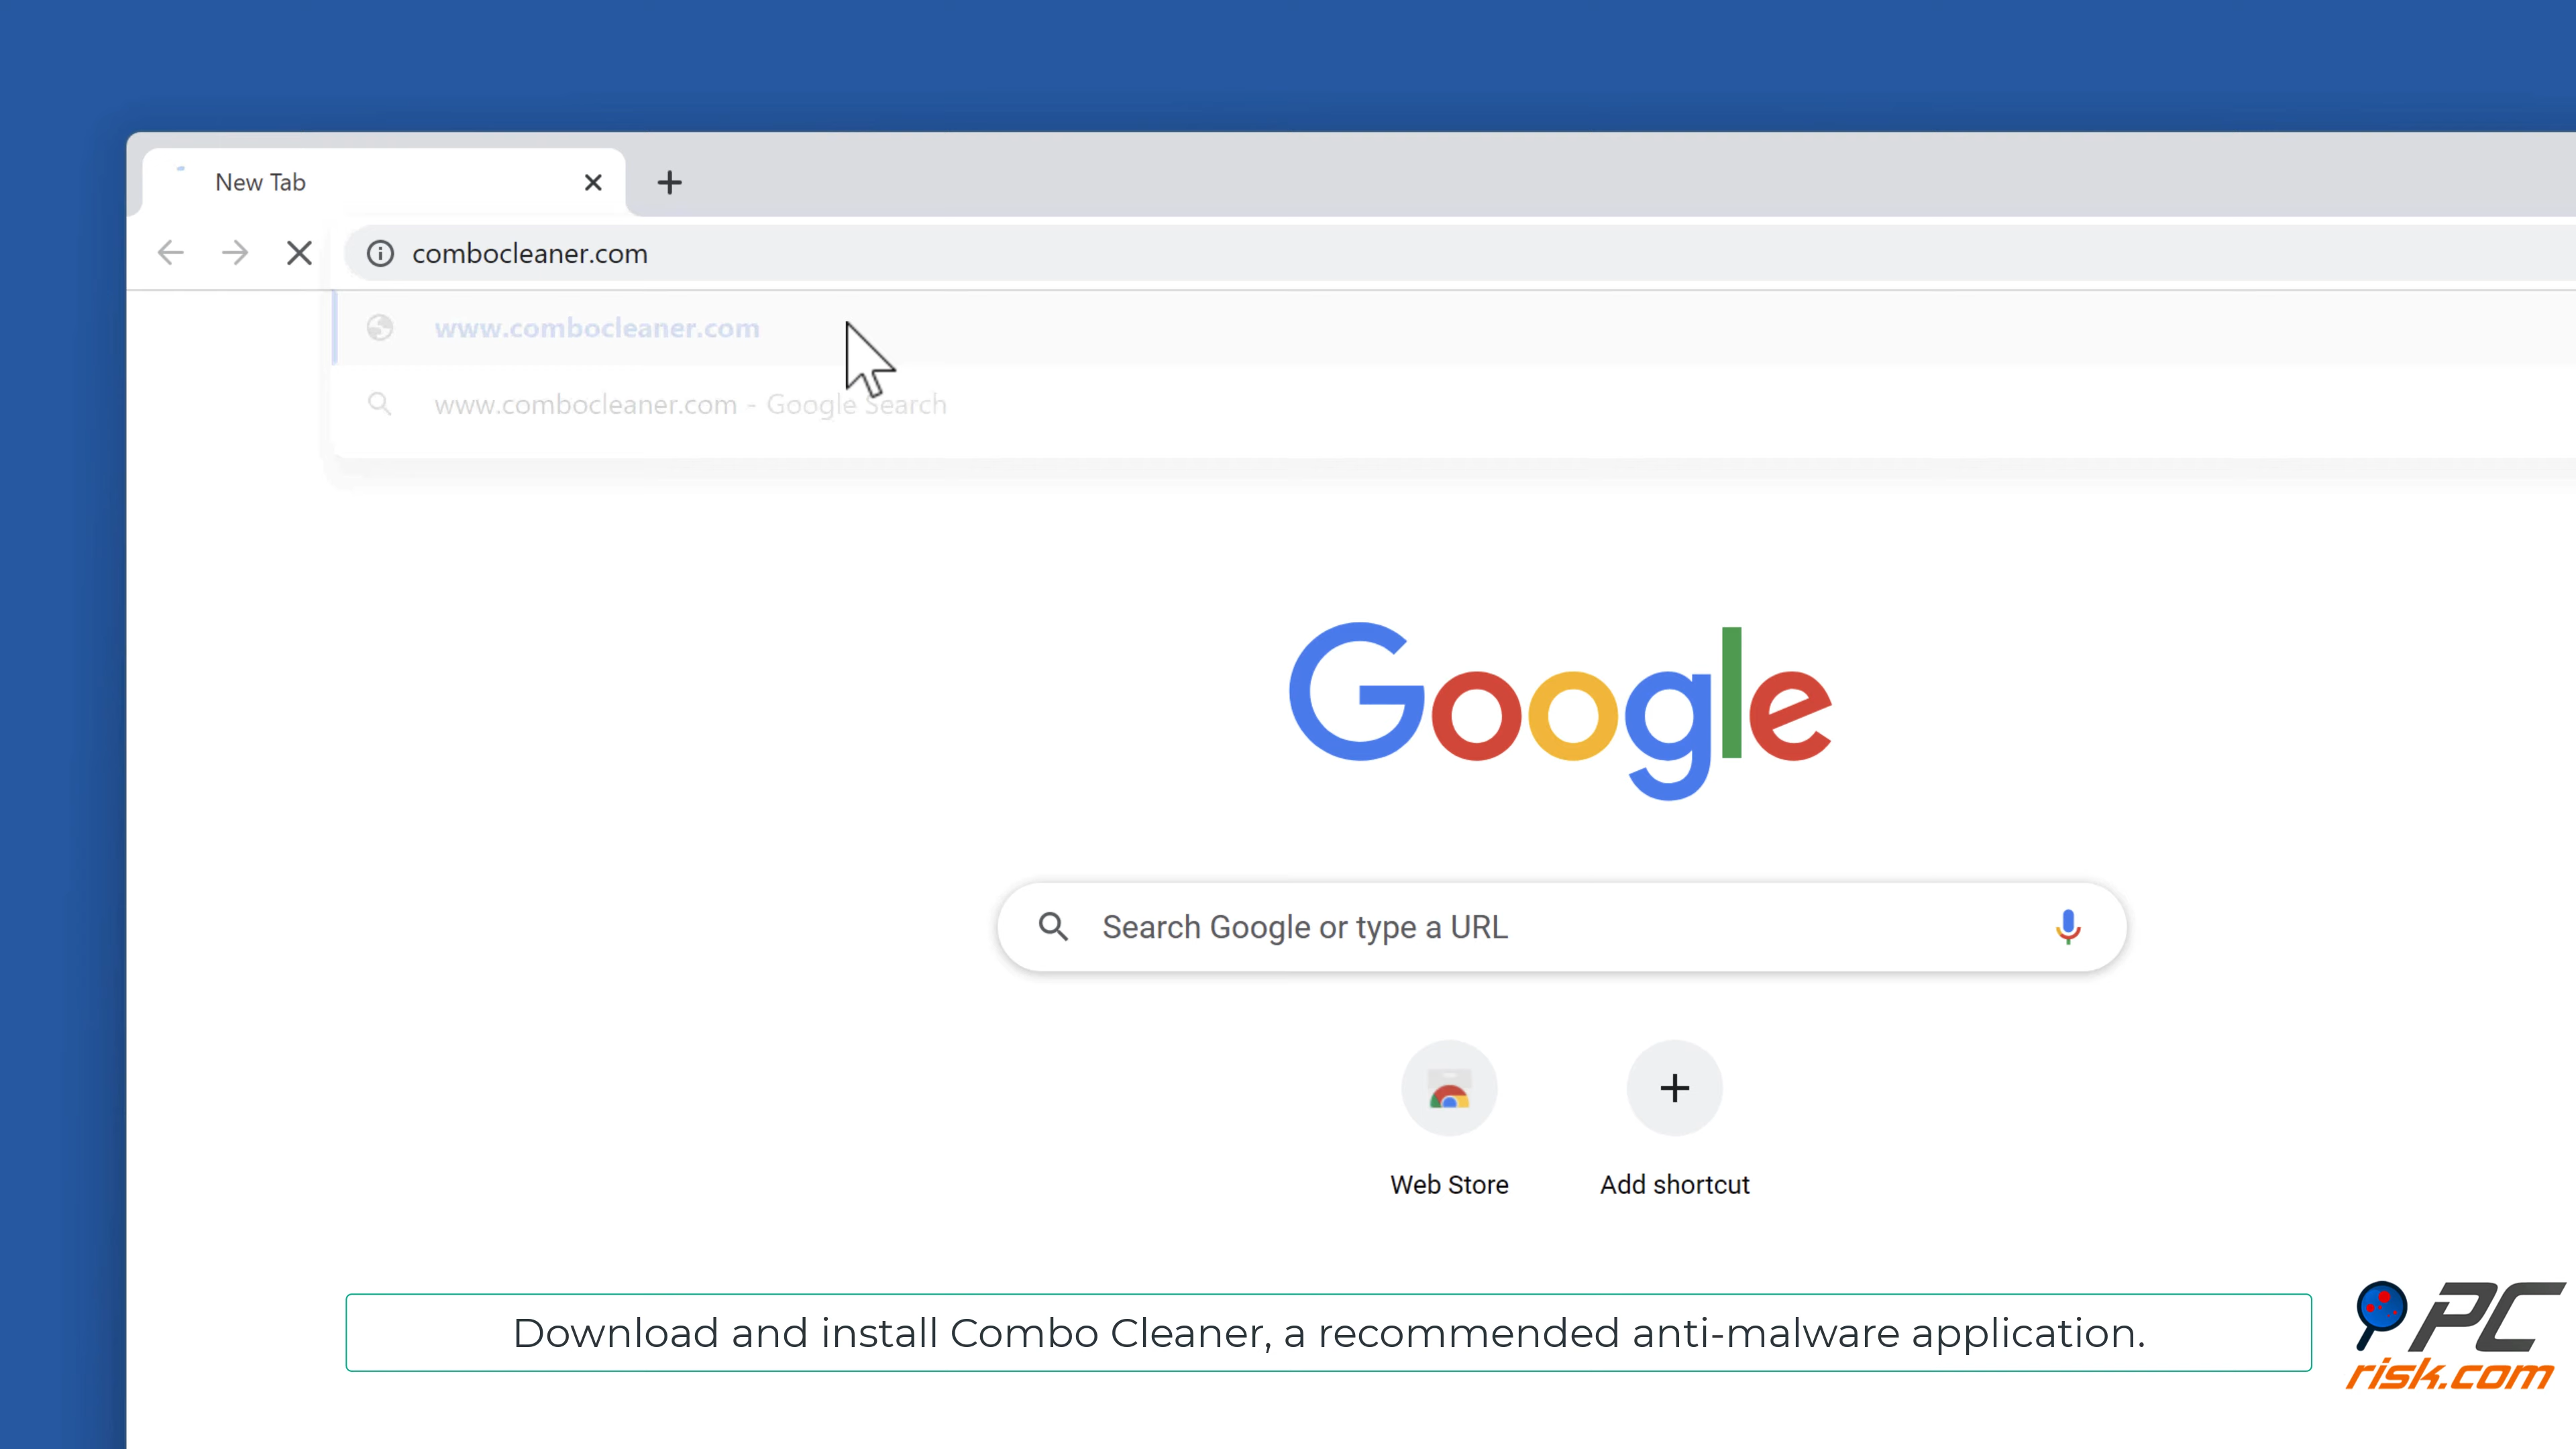 New Tab
combocleaner.com
www.combocleaner.com
www.combocleaner.com - Google Search
Google
Search Google or type a URL
Web Store
Add shortcut
Download and install Combo Cleaner, a recommended anti-malware application.
PC
risk.com